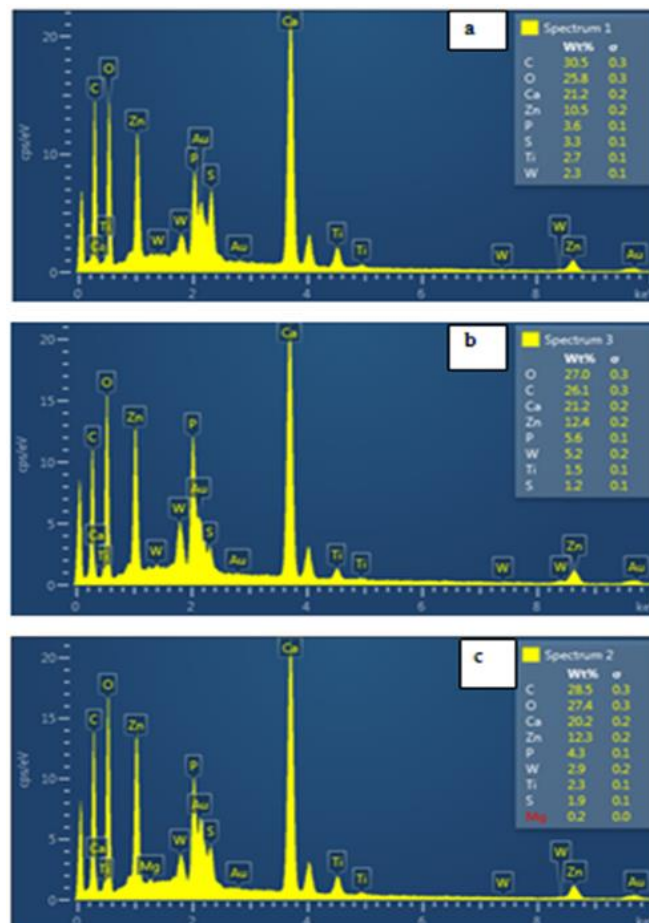 a
Spectrum 1
Wt% σ
C 30.5 0.3
O 25.8 0.3
Ca 21.2 0.2
Zn 10.5 0.2
P 3.6 0.1
S 3.3 0.1
Ti 2.7 0.1
W 2.3 0.1
cps/eV
20
10
0
Ca
O
C
Zn
Au
P
S
Ti
Ca
W
W
Au
Ti
Ti
W
W
Zn
Au
0 2 4 6 8 keV
b
Spectrum 3
Wt% σ
O 27.0 0.3
C 26.1 0.3
Ca 21.2 0.2
Zn 12.4 0.2
P 5.6 0.1
W 5.2 0.2
Ti 1.5 0.1
S 1.2 0.1
cps/eV
20
15
10
5
0
Ca
O
C
Zn
P
Au
W
S
Ca
Ti
W
Au
Ti
Ti
W
W
Zn
Au
0 2 4 6 8
c
Spectrum 2
Wt% σ
C 28.5 0.3
O 27.4 0.3
Ca 20.2 0.2
Zn 12.3 0.2
P 4.3 0.1
W 2.9 0.2
Ti 2.3 0.1
S 1.9 0.1
Mg 0.2 0.0
cps/eV
20
10
0
Ca
O
C
Zn
P
Au
S
W
Ca
Ti
Mg
Au
Ti
Ti
W
W
Zn
Au
0 2 4 6 8